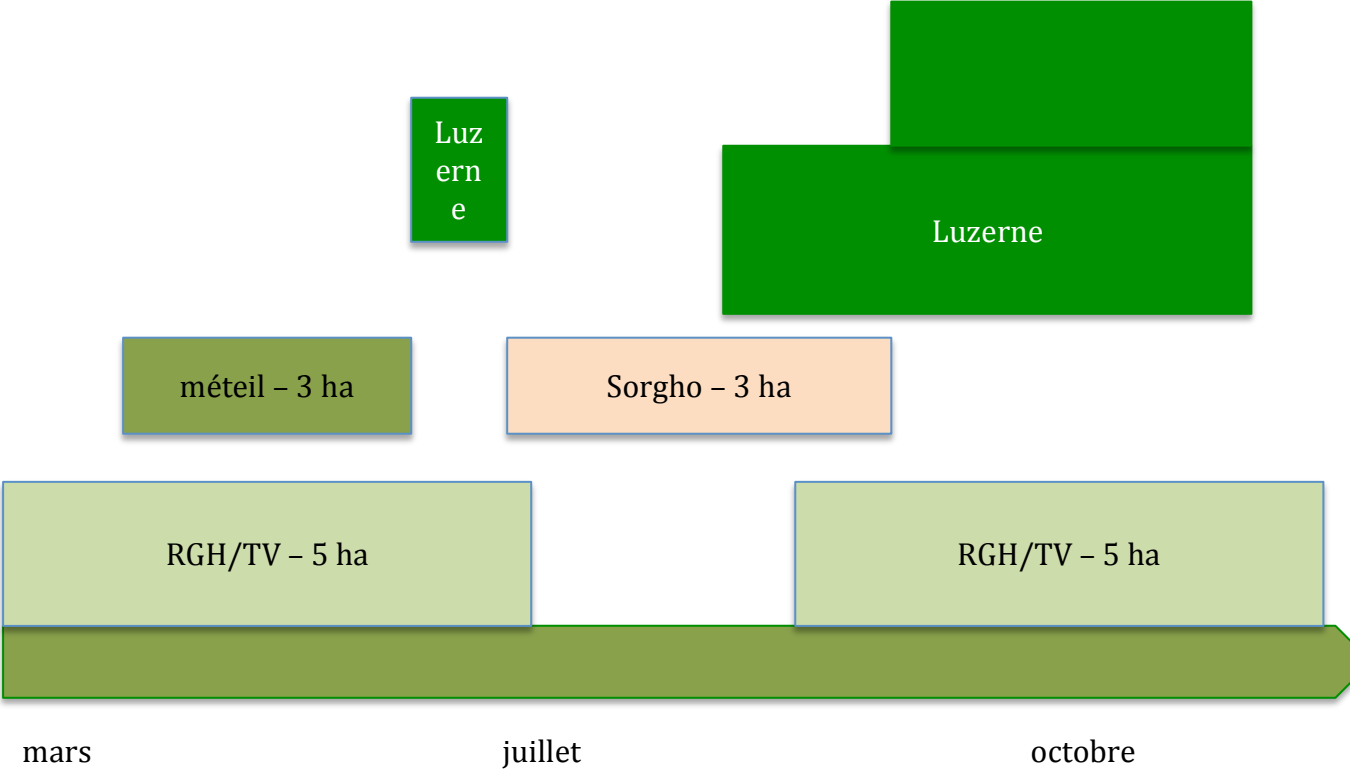 Luz
ern
e
Luzerne
méteil – 3 ha
Sorgho – 3 ha
RGH/TV – 5 ha
RGH/TV – 5 ha
mars
juillet
octobre